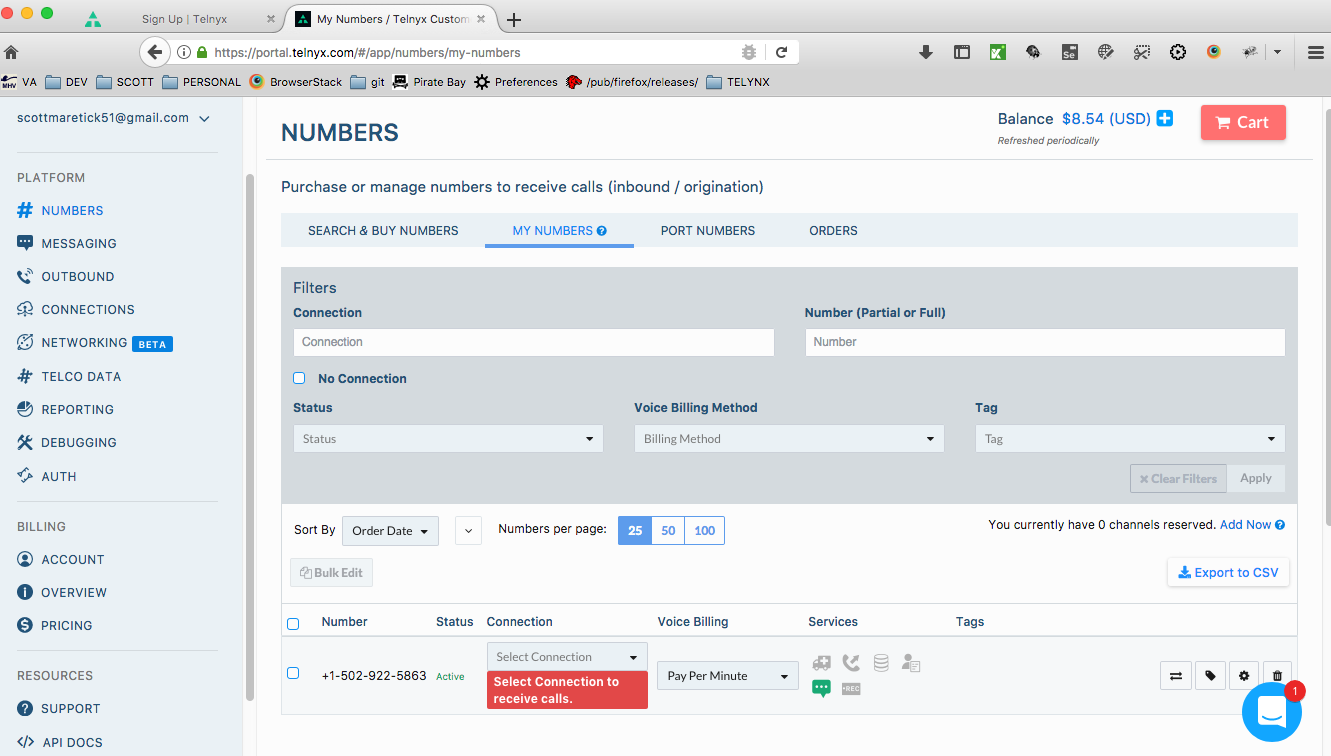 Sign Up | Telnyx
My Numbers / Telnyx Custom
https://portal.telnyx.com/#/app/numbers/my-numbers
Se
MHV VA DEV SCOTT PERSONAL BrowserStack git Pirate Bay Preferences /pub/firefox/releases/ TELYNX
scottmaretick51@gmail.com
PLATFORM
NUMBERS
MESSAGING
OUTBOUND
CONNECTIONS
NETWORKING BETA
TELCO DATA
REPORTING
DEBUGGING
AUTH
BILLING
ACCOUNT
OVERVIEW
PRICING
RESOURCES
SUPPORT
API DOCS
NUMBERS
Balance $8.54 (USD)
Refreshed periodically
Cart
Purchase or manage numbers to receive calls (inbound / origination)
SEARCH & BUY NUMBERS MY NUMBERS PORT NUMBERS ORDERS
Filters
Connection Number (Partial or Full)
Connection Number
No Connection
Status Voice Billing Method Tag
Status Billing Method Tag
Clear Filters Apply
Sort By Order Date Numbers per page: 25 50 100
You currently have 0 channels reserved. Add Now
Bulk Edit
Export to CSV
Number Status Connection Voice Billing Services Tags
+1-502-922-5863 Active Select Connection Pay Per Minute
Select Connection to
receive calls.
REC
1